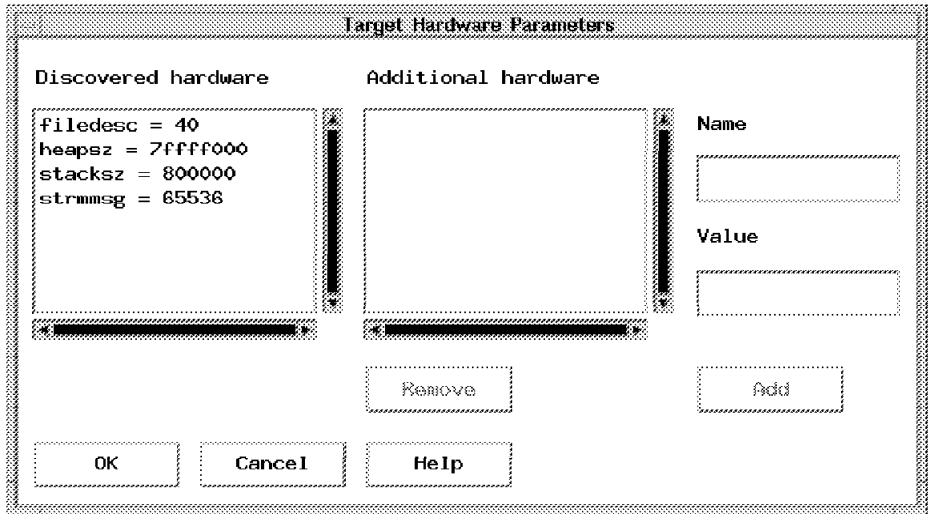 Target Hardware Parameters
Discovered hardware
Additional hardware
filedesc = 40
heapsz = 7ffff000
stacksz = 800000
strmmsg = 65536
Name
Value
Remove
Add
OK
Cancel
Help